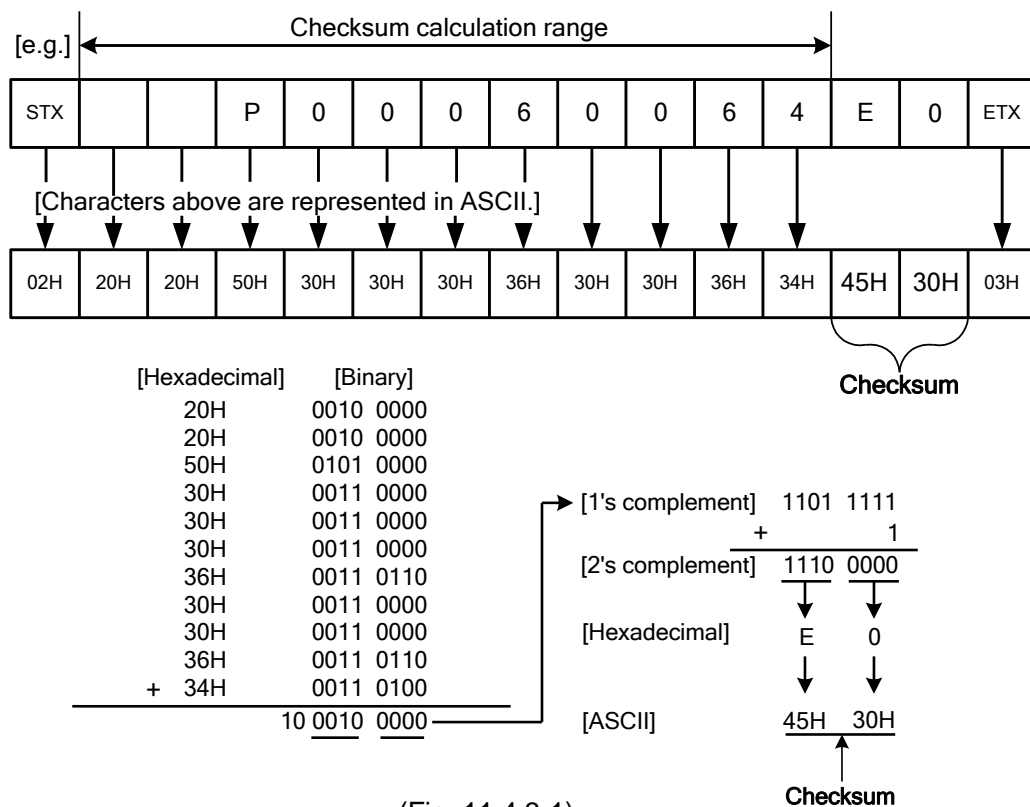 Checksum calculation range
[e.g.]
STX P 0 0 0 6 0 0 6 4 E 0 ETX
[Characters above are represented in ASCII.]
02H 20H 20H 50H 30H 30H 30H 36H 30H 30H 36H 34H 45H 30H 03H
Checksum
[Hexadecimal] [Binary]
20H 0010 0000
20H 0010 0000
50H 0101 0000
30H 0011 0000
30H 0011 0000
30H 0011 0000
36H 0011 0110
30H 0011 0000
30H 0011 0000
36H 0011 0110
+ 34H 0011 0100
10 0010 0000
[1's complement] 1101 1111
+ 1
[2's complement] 1110 0000
[Hexadecimal] E 0
[ASCII] 45H 30H
Checksum